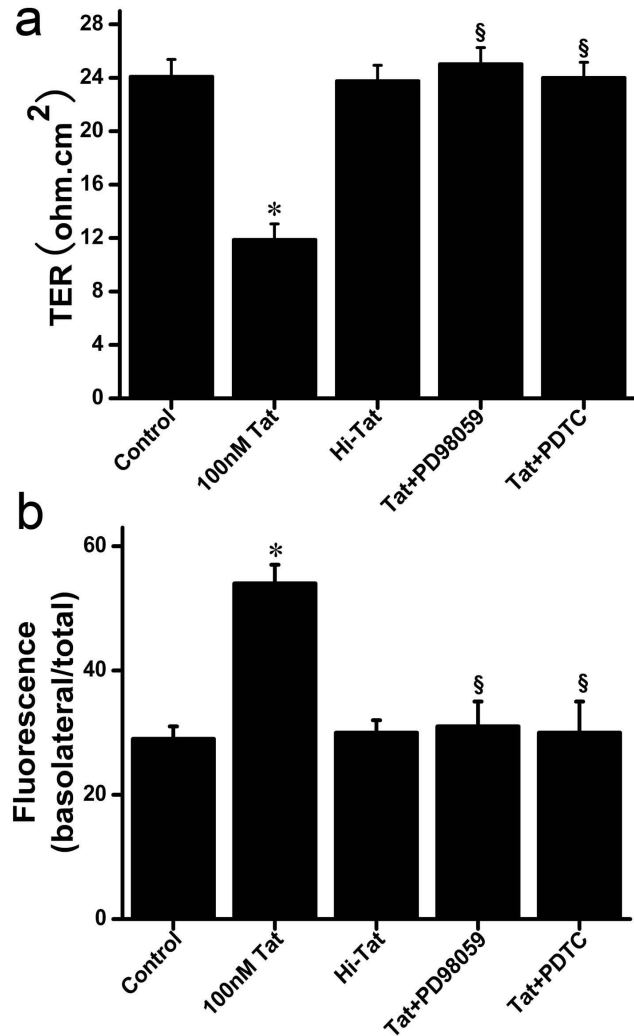 a
TER (ohm.cm²)
28
24
20
16
12
8
4
0
*
§
§
Control
100nM Tat
Hi-Tat
Tat+PD98059
Tat+PDTC
b
Fluorescence
(basolateral/total)
60
40
20
0
*
§
§
Control
100nM Tat
Hi-Tat
Tat+PD98059
Tat+PDTC